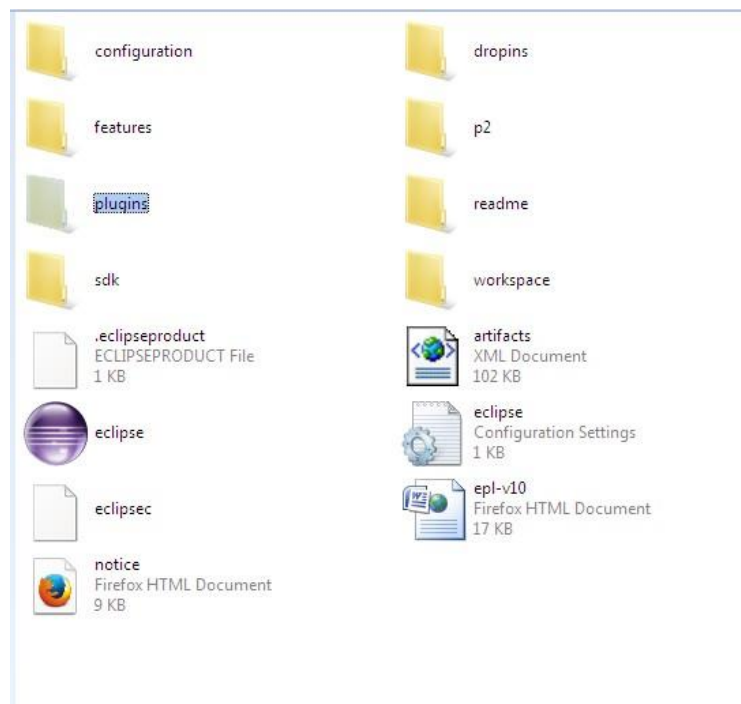 configuration
dropins
features
p2
plugins
readme
sdk
workspace
.eclipseproduct
ECLIPSEPRODUCT File
1 KB
artifacts
XML Document
102 KB
eclipse
eclipse
Configuration Settings
1 KB
eclipsec
epl-v10
Firefox HTML Document
17 KB
notice
Firefox HTML Document
9 KB